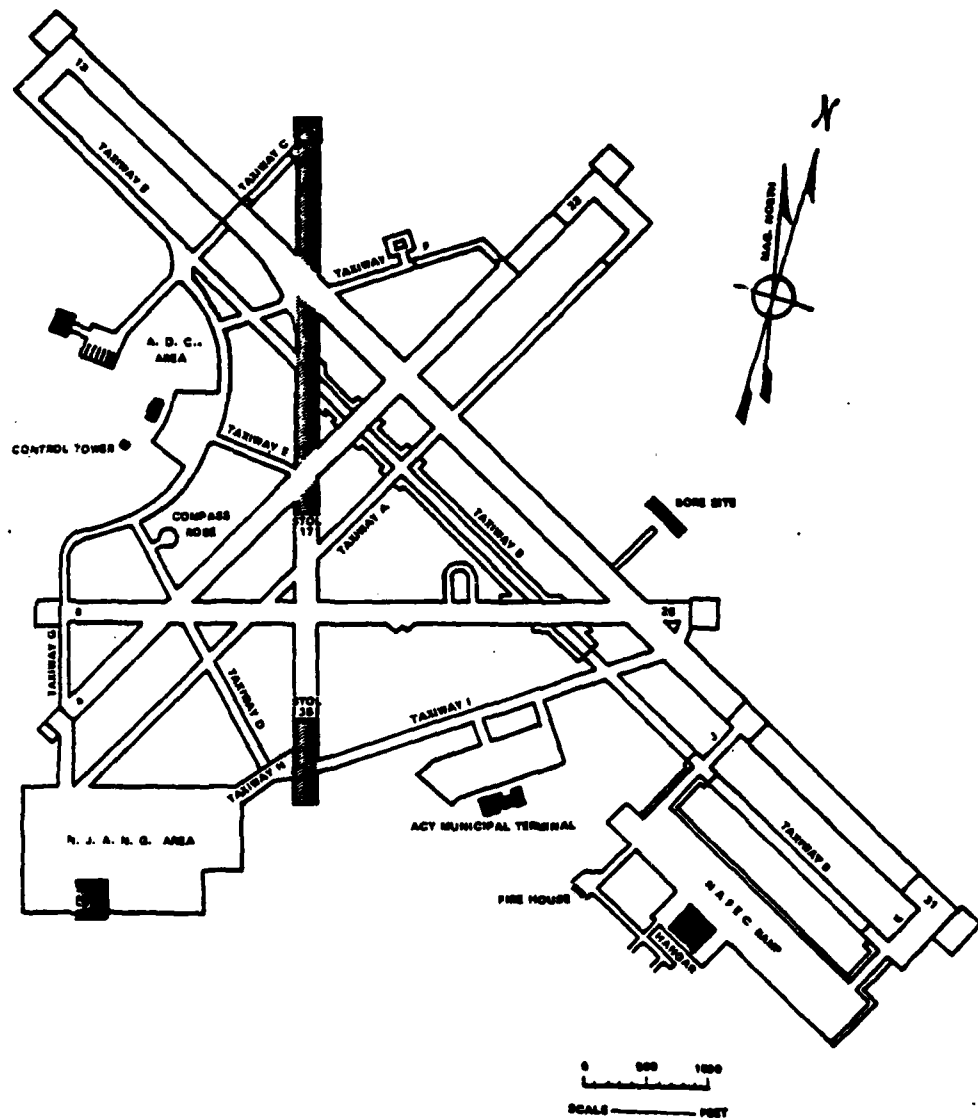 13
TAXIWAY B
TAXIWAY C
22
N
MAG. NORTH
TAXIWAY F
A. D. C.
AREA
CONTROL TOWER
TAXIWAY E
STOL
17
COMPASS
ROSE
TAXIWAY A
TAXIWAY B
BORE SITE
8
26
TAXIWAY G
4
TAXIWAY D
STOL
35
TAXIWAY I
TAXIWAY H
J
ACY MUNICIPAL TERMINAL
N. J. A. N. G. AREA
TAXIWAY B
31
FIRE HOUSE
NAFEC RAMP
HANGAR
0 500 1000
SCALE FEET